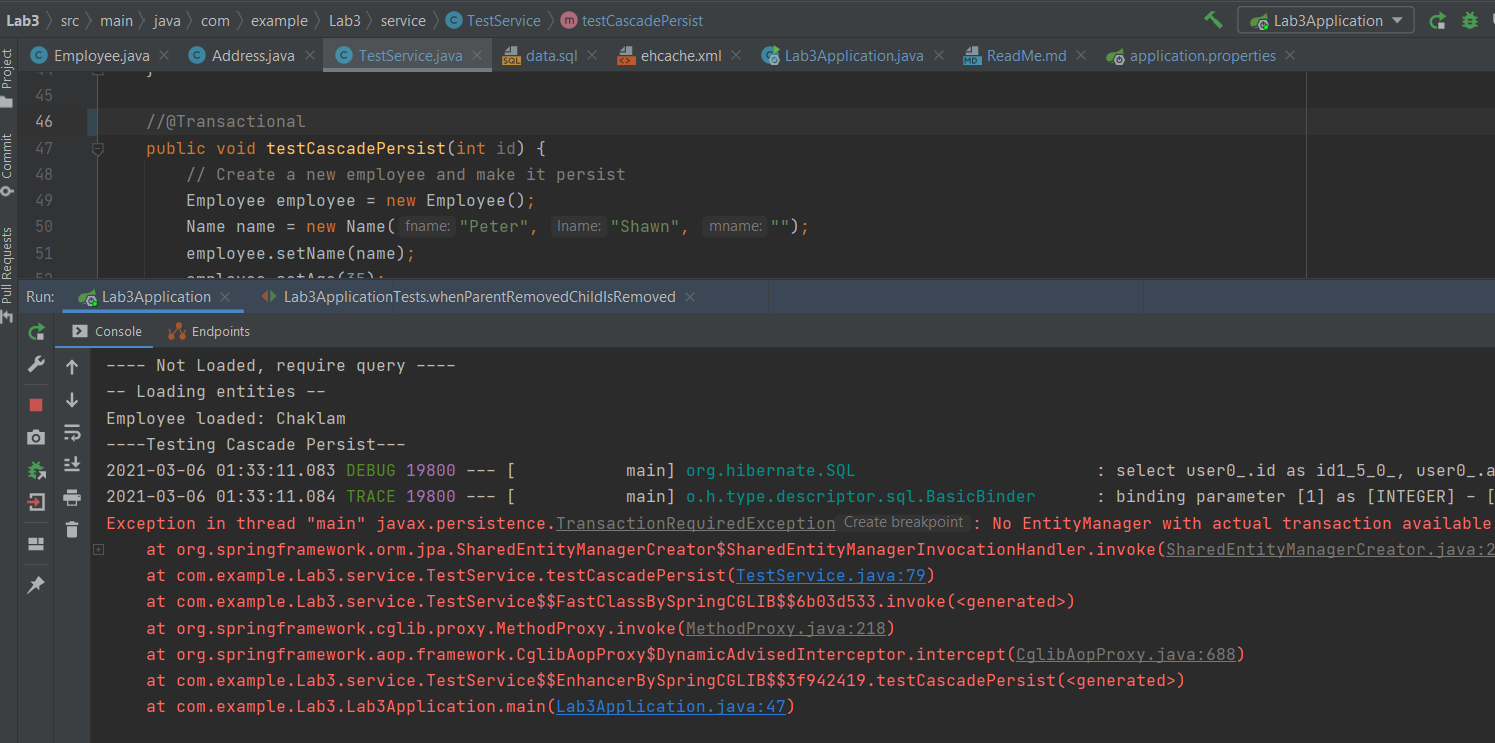 Lab3 src main java com example Lab3 service TestService testCascadePersist Lab3Application
Employee.java Address.java TestService.java data.sql ehcache.xml Lab3Application.java ReadMe.md application.properties
Project
Commit
Pull Requests
45
46 //@Transactional
47 public void testCascadePersist(int id) {
48 // Create a new employee and make it persist
49 Employee employee = new Employee();
50 Name name = new Name( fname: "Peter", lname: "Shawn", mname: "");
51 employee.setName(name);
52 employee.setAge(35);
Run: Lab3Application Lab3ApplicationTests.whenParentRemovedChildIsRemoved
Console Endpoints
---- Not Loaded, require query ----
-- Loading entities --
Employee loaded: Chaklam
----Testing Cascade Persist---
2021-03-06 01:33:11.083 DEBUG 19800 --- [ main] org.hibernate.SQL : select user0_.id as id1_5_0_, user0_.a
2021-03-06 01:33:11.084 TRACE 19800 --- [ main] o.h.type.descriptor.sql.BasicBinder : binding parameter [1] as [INTEGER] - [
Exception in thread "main" javax.persistence.TransactionRequiredException Create breakpoint : No EntityManager with actual transaction available
at org.springframework.orm.jpa.SharedEntityManagerCreator$SharedEntityManagerInvocationHandler.invoke(SharedEntityManagerCreator.java:2
at com.example.Lab3.service.TestService.testCascadePersist(TestService.java:79)
at com.example.Lab3.service.TestService$$FastClassBySpringCGLIB$$6b03d533.invoke(<generated>)
at org.springframework.cglib.proxy.MethodProxy.invoke(MethodProxy.java:218)
at org.springframework.aop.framework.CglibAopProxy$DynamicAdvisedInterceptor.intercept(CglibAopProxy.java:688)
at com.example.Lab3.service.TestService$$EnhancerBySpringCGLIB$$3f942419.testCascadePersist(<generated>)
at com.example.Lab3.Lab3Application.main(Lab3Application.java:47)